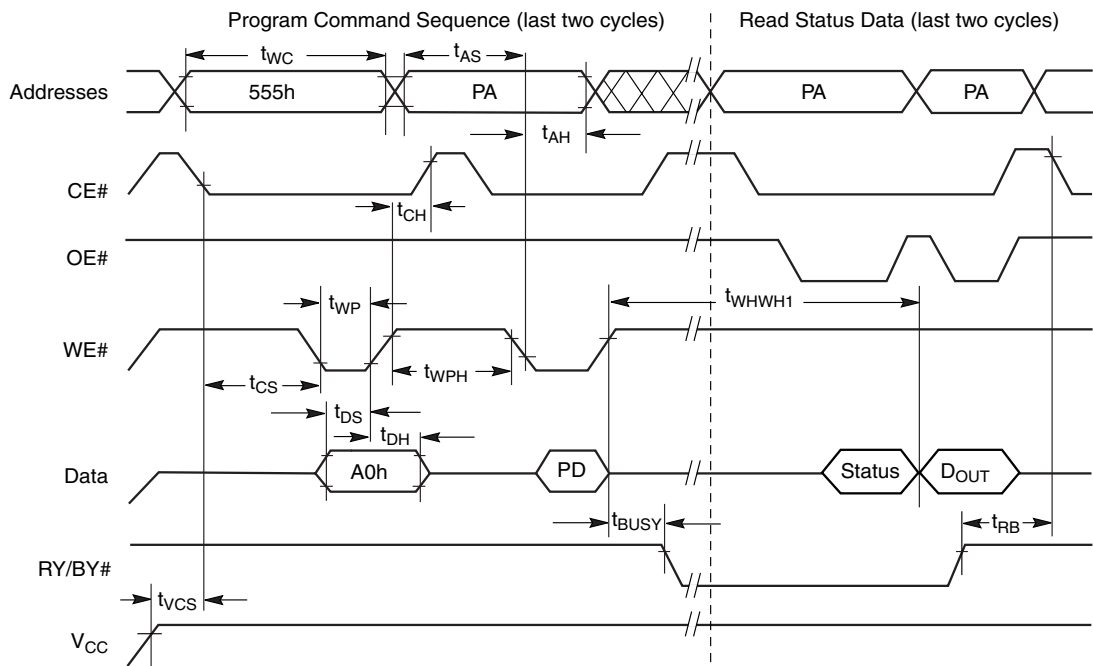 Program Command Sequence (last two cycles)
Read Status Data (last two cycles)
tWC
tAS
Addresses
555h
PA
PA
PA
tAH
CE#
tCH
OE#
tWHWH1
tWP
WE#
tCS
tWPH
tDS
tDH
Data
A0h
PD
Status
DOUT
tBUSY
tRB
RY/BY#
tVCS
VCC